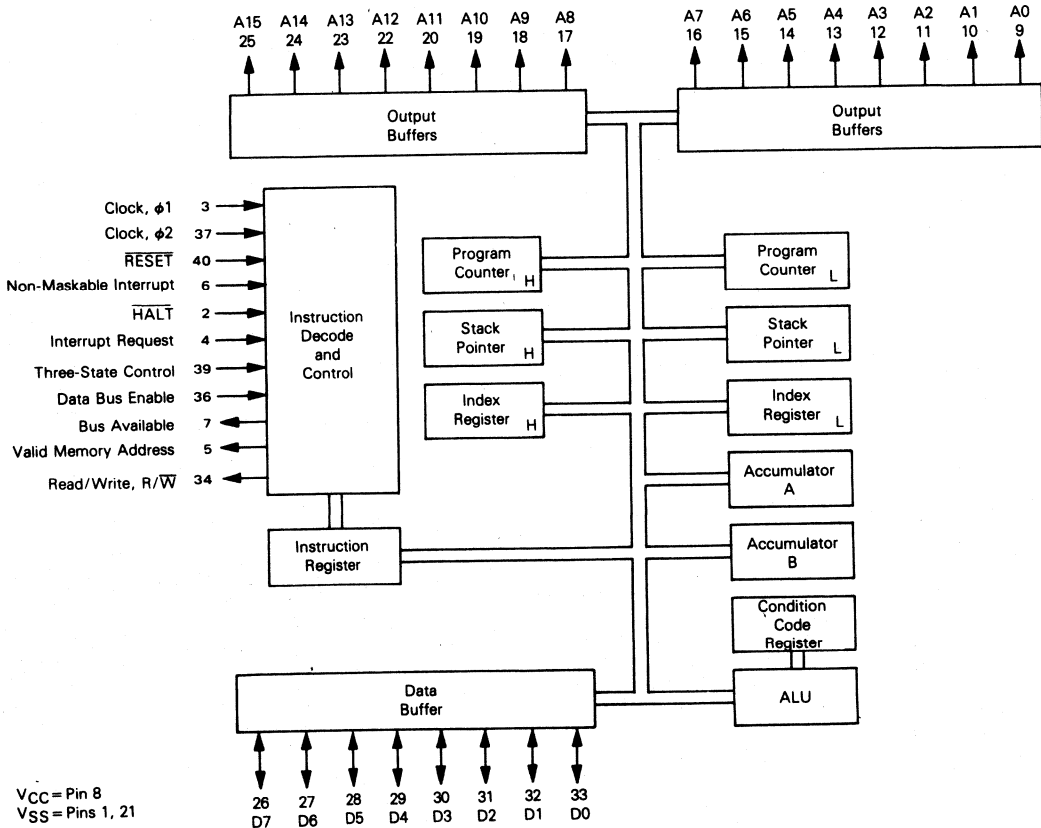 A15 A14 A13 A12 A11 A10 A9 A8 A7 A6 A5 A4 A3 A2 A1 A0
25 24 23 22 20 19 18 17 16 15 14 13 12 11 10 9
Output
Buffers
Output
Buffers
Clock, ϕ1 3
Clock, ϕ2 37
R̅E̅S̅E̅T̅ 40
Non-Maskable Interrupt 6
H̅A̅L̅T̅ 2
Interrupt Request 4
Three-State Control 39
Data Bus Enable 36
Bus Available 7
Valid Memory Address 5
Read/Write, R/W̅ 34
Instruction
Decode
and
Control
Program
Counter H
Program
Counter L
Stack
Pointer H
Stack
Pointer L
Index
Register H
Index
Register L
Accumulator
A
Instruction
Register
Accumulator
B
Condition
Code
Register
ALU
Data
Buffer
26 27 28 29 30 31 32 33
D7 D6 D5 D4 D3 D2 D1 D0
VCC = Pin 8
VSS = Pins 1, 21